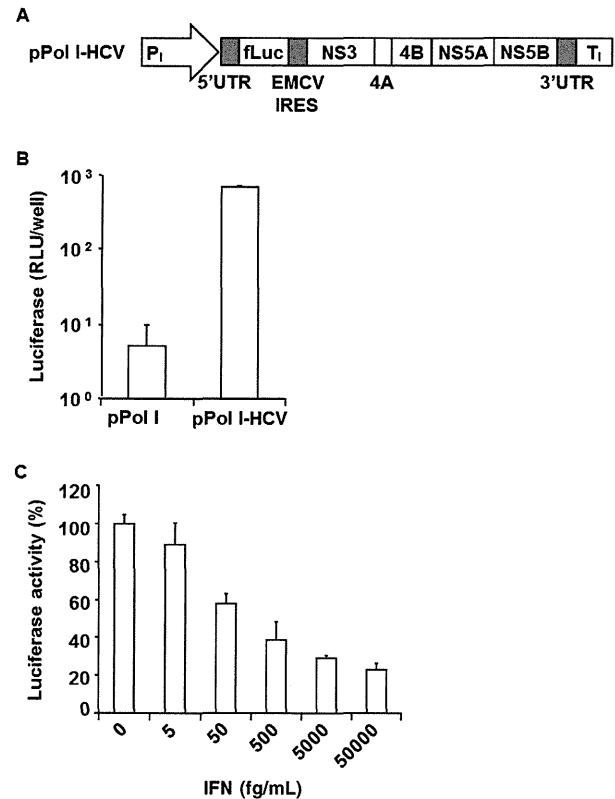 A
pPol I-HCV
P_I fLuc NS3 4B NS5A NS5B T_I
5'UTR EMCV IRES 4A 3'UTR
B
Luciferase (RLU/well)
10^3
10^2
10^1
10^0
pPol I pPol I-HCV
C
Luciferase activity (%)
120
100
80
60
40
20
0
0 5 50 500 5000 50000
IFN (fg/mL)